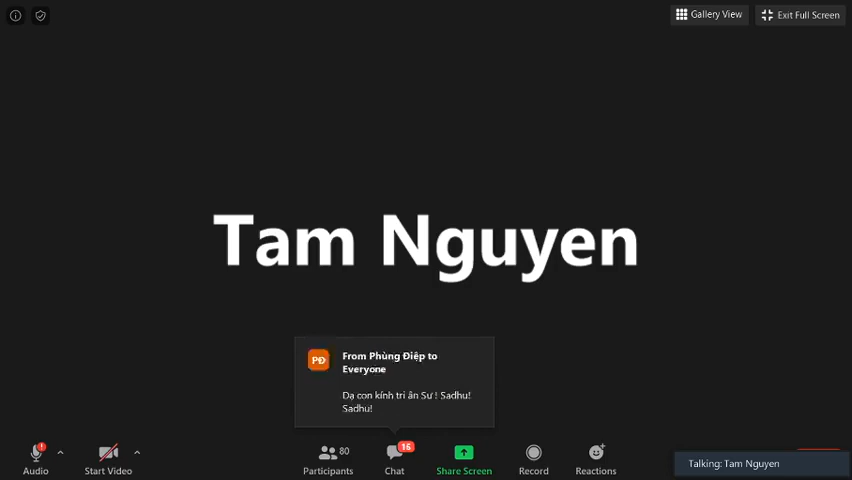 Gallery View
Exit Full Screen
Tam Nguyen
PĐ
From Phùng Điệp to
Everyone
Dạ con kính tri ân Sư ! Sadhu!
Sadhu!
Audio
Start Video
80
Participants
16
Chat
Share Screen
Record
Reactions
Talking: Tam Nguyen